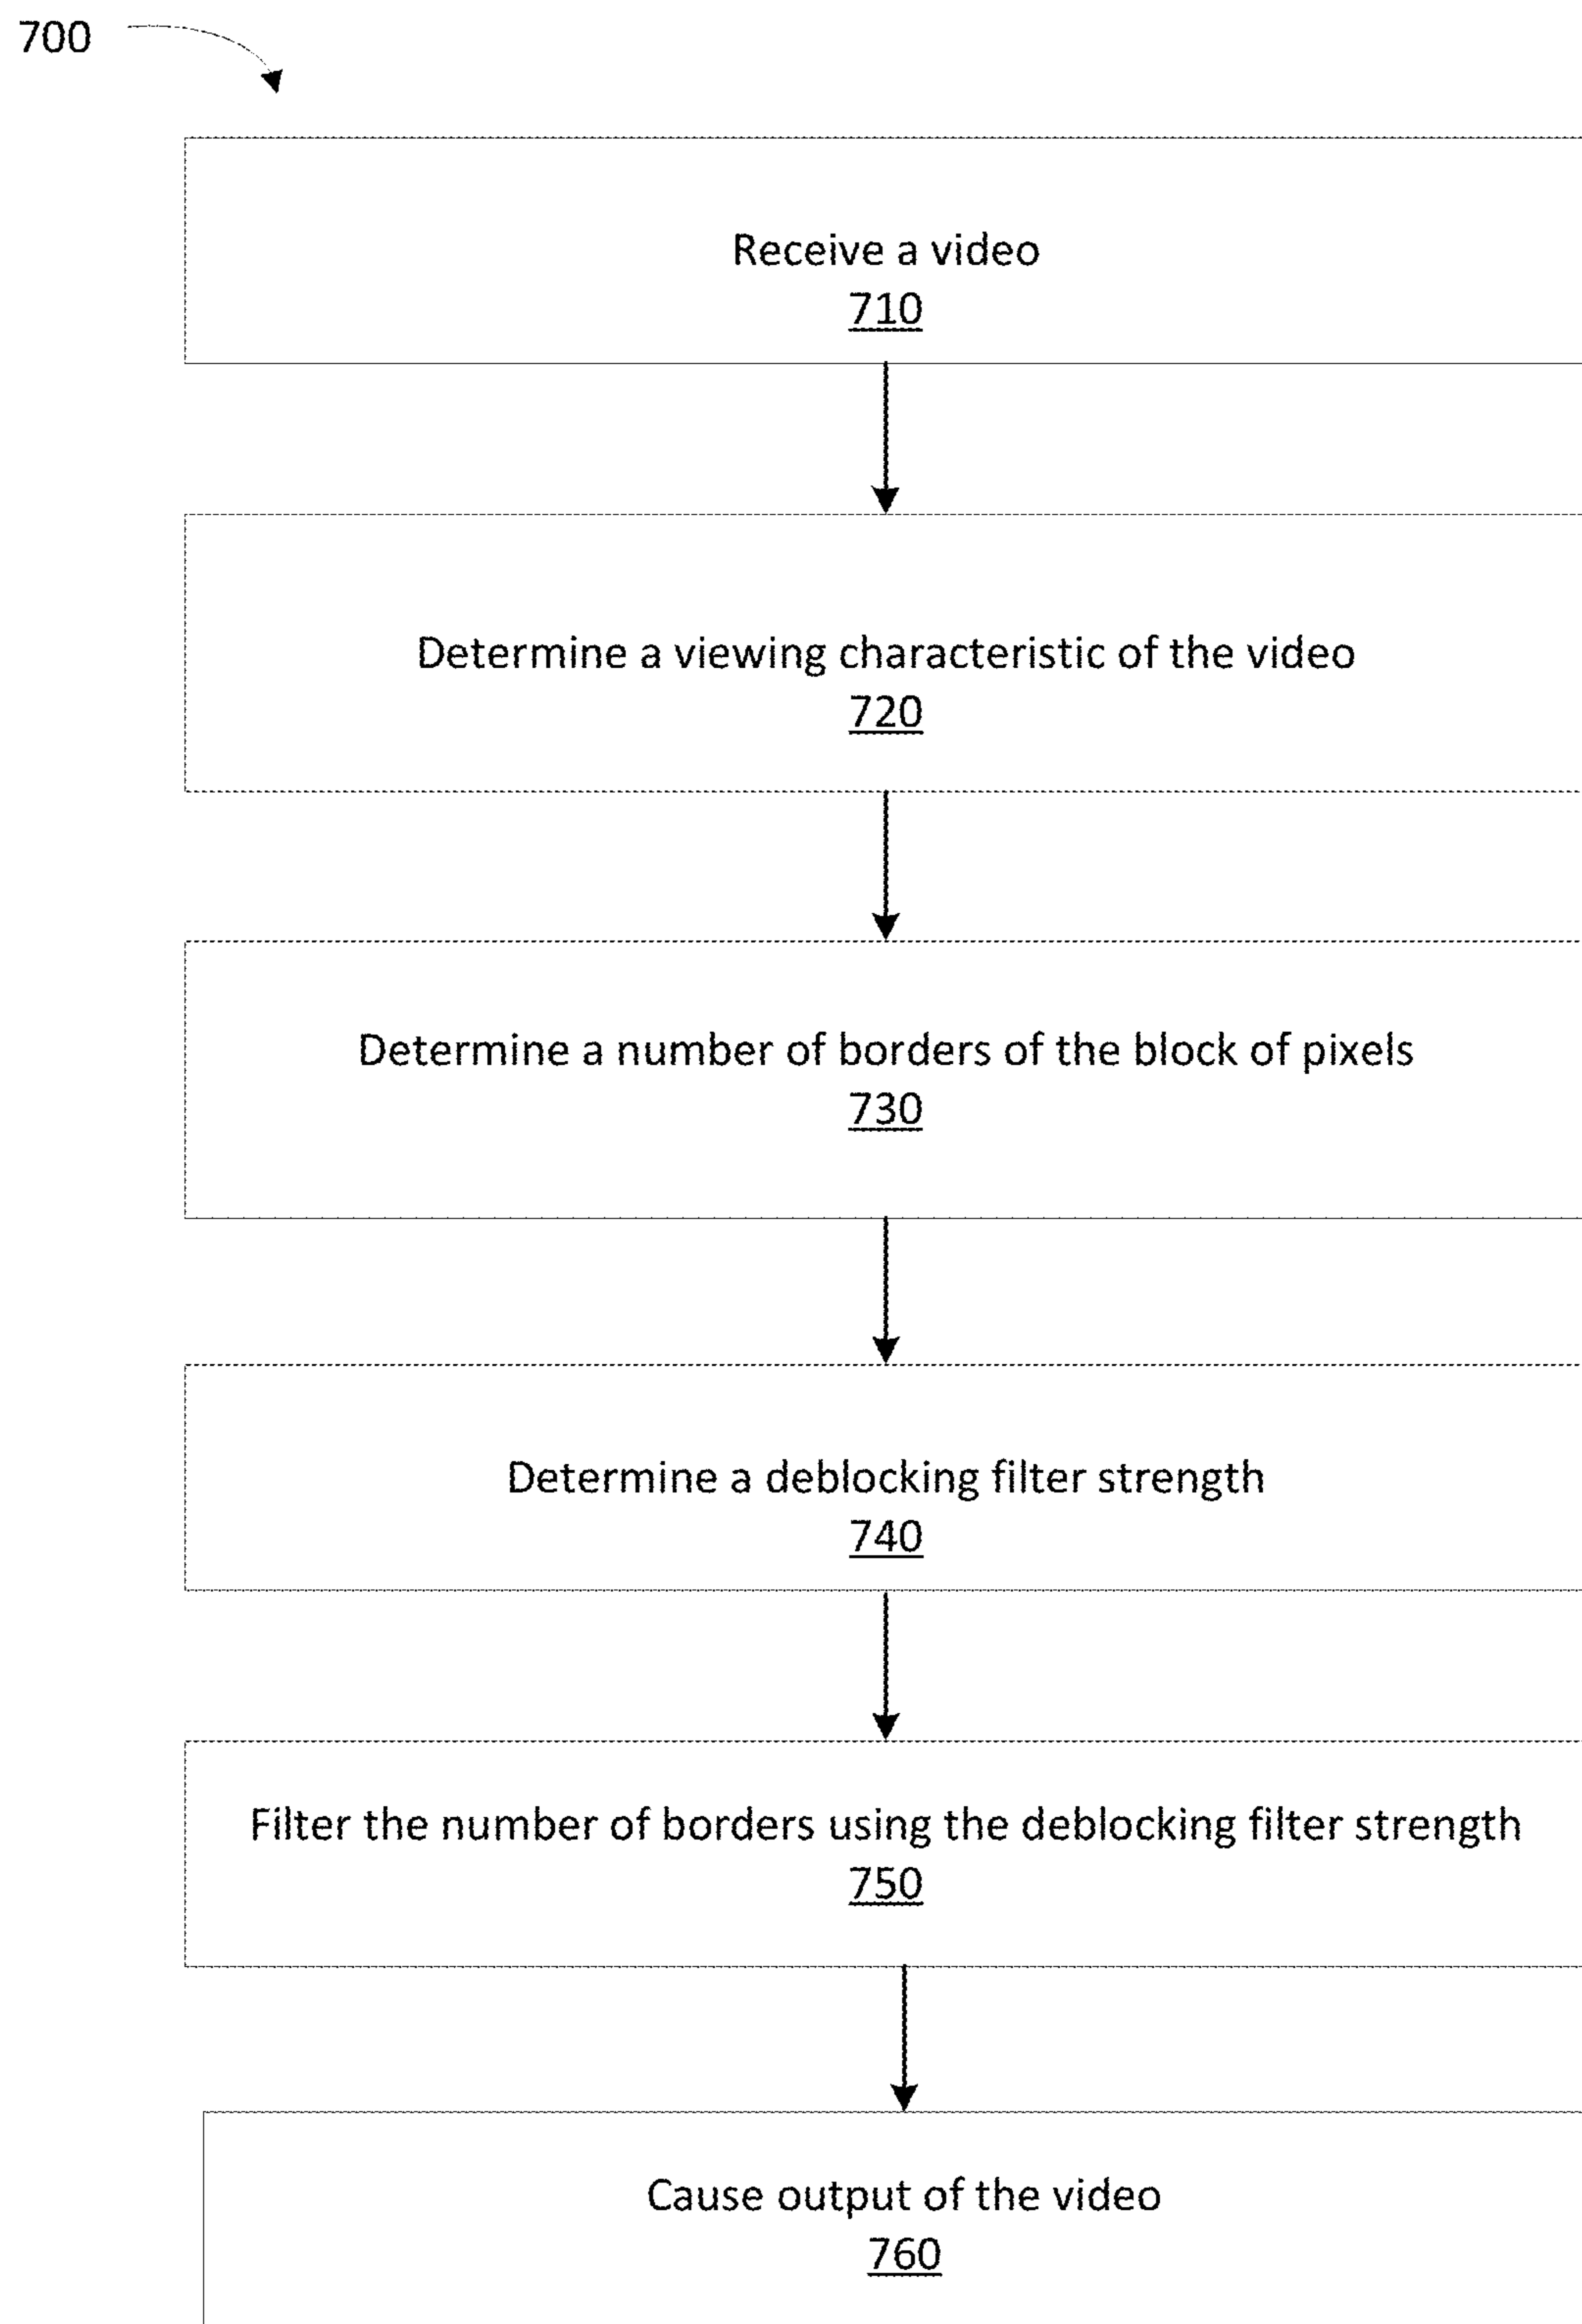 700
Receive a video
710
Determine a viewing characteristic of the video
720
Determine a number of borders of the block of pixels
730
Determine a deblocking filter strength
740
Filter the number of borders using the deblocking filter strength
750
Cause output of the video
760